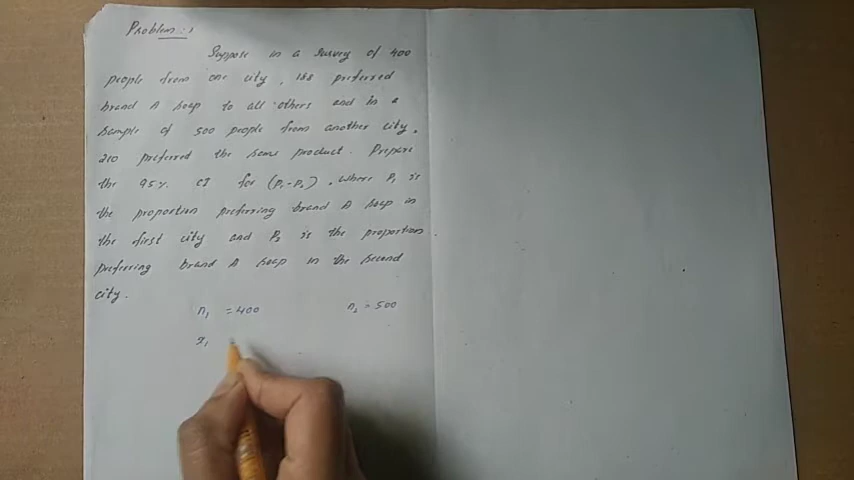 Problem : 1
Suppose in a survey of 400
people from one city, 188 preferred
brand A soap to all others and in a
sample of 500 people from another city,
210 preferred the same product. Prepare
the 95% CI for (P₁-P₂), where P₁ is
the proportion preferring brand A soap in
the first city and P₂ is the proportion
preferring brand A soap in the second
city.
n₁ = 400 n₂ = 500
x₁